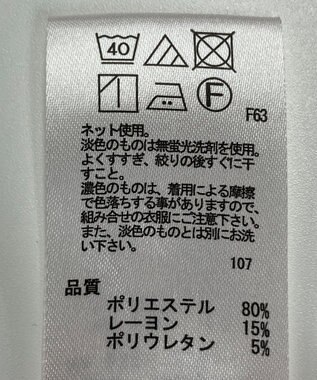 40
F
F63
ネット使用。
淡色のものは無蛍光洗剤を使用。
よくすすぎ、絞りの後すぐに干
すこと。
濃色のものは、着用による摩擦
で色落ちする事がありますので、
組み合せの衣服にご注意下さい。
また、淡色のものとは別にお洗
い下さい。
107
品質
ポリエステル 80%
レーヨン 15%
ポリウレタン 5%